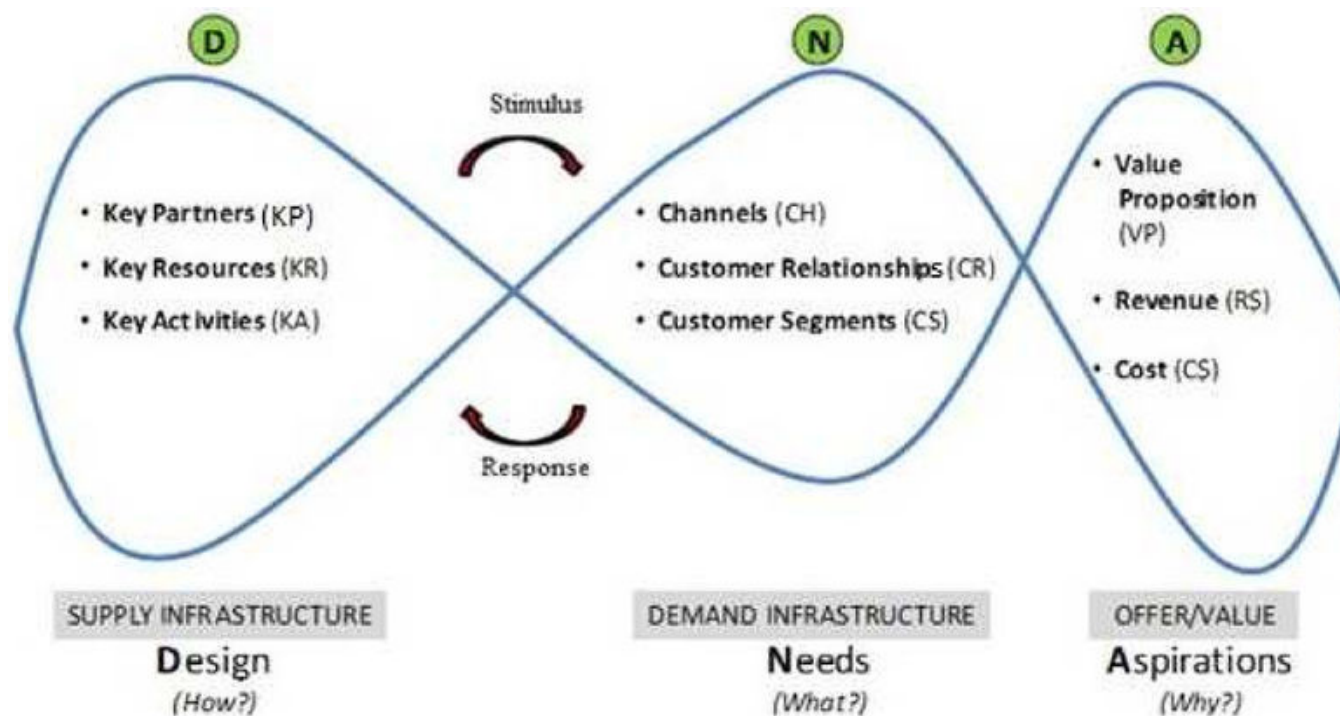 D
N
A
Stimulus
• Key Partners (KP)
• Key Resources (KR)
• Key Activities (KA)
• Channels (CH)
• Customer Relationships (CR)
• Customer Segments (CS)
• Value
Proposition
(VP)
• Revenue (R$)
• Cost (C$)
Response
SUPPLY INFRASTRUCTURE
Design
(How?)
DEMAND INFRASTRUCTURE
Needs
(What?)
OFFER/VALUE
Aspirations
(Why?)